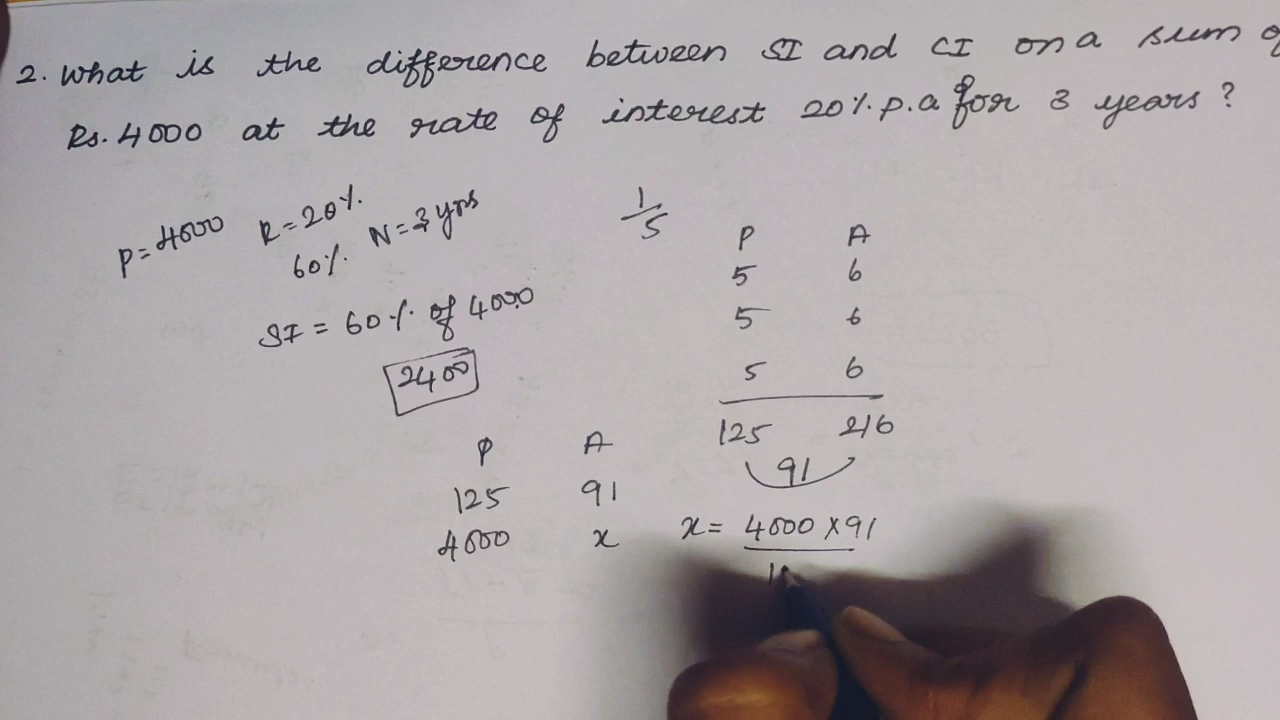 2. What is the difference between SI and CI on a sum
Rs. 4000 at the rate of interest 20%. p.a for 3 years?
P = 4000 R = 20% N = 3 yrs
60%
SI = 60% of 4000
2400
1/5
P A
5 6
5 6
5 6
125 216
91
P A
125 91
4000 x
x = 4000 × 91